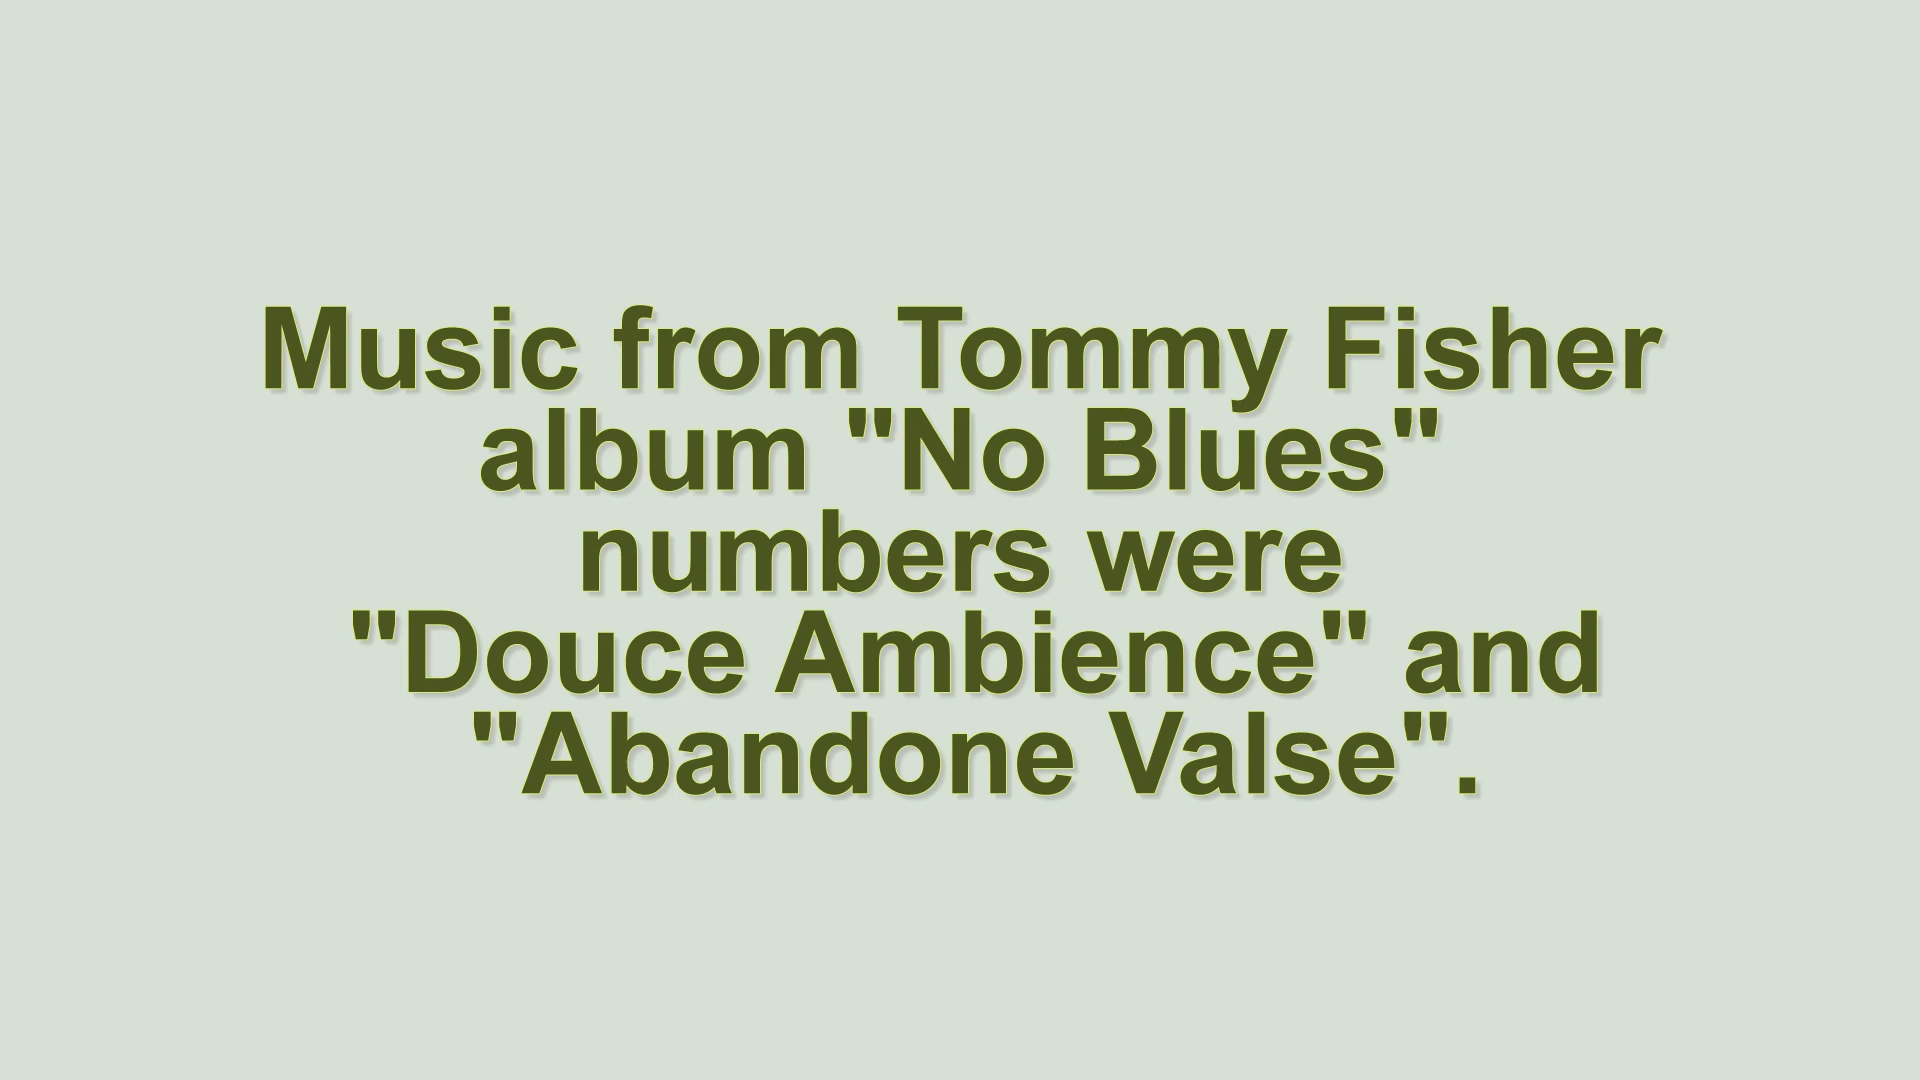 Music from Tommy Fisher
album "No Blues"
numbers were
"Douce Ambience" and
"Abandone Valse".